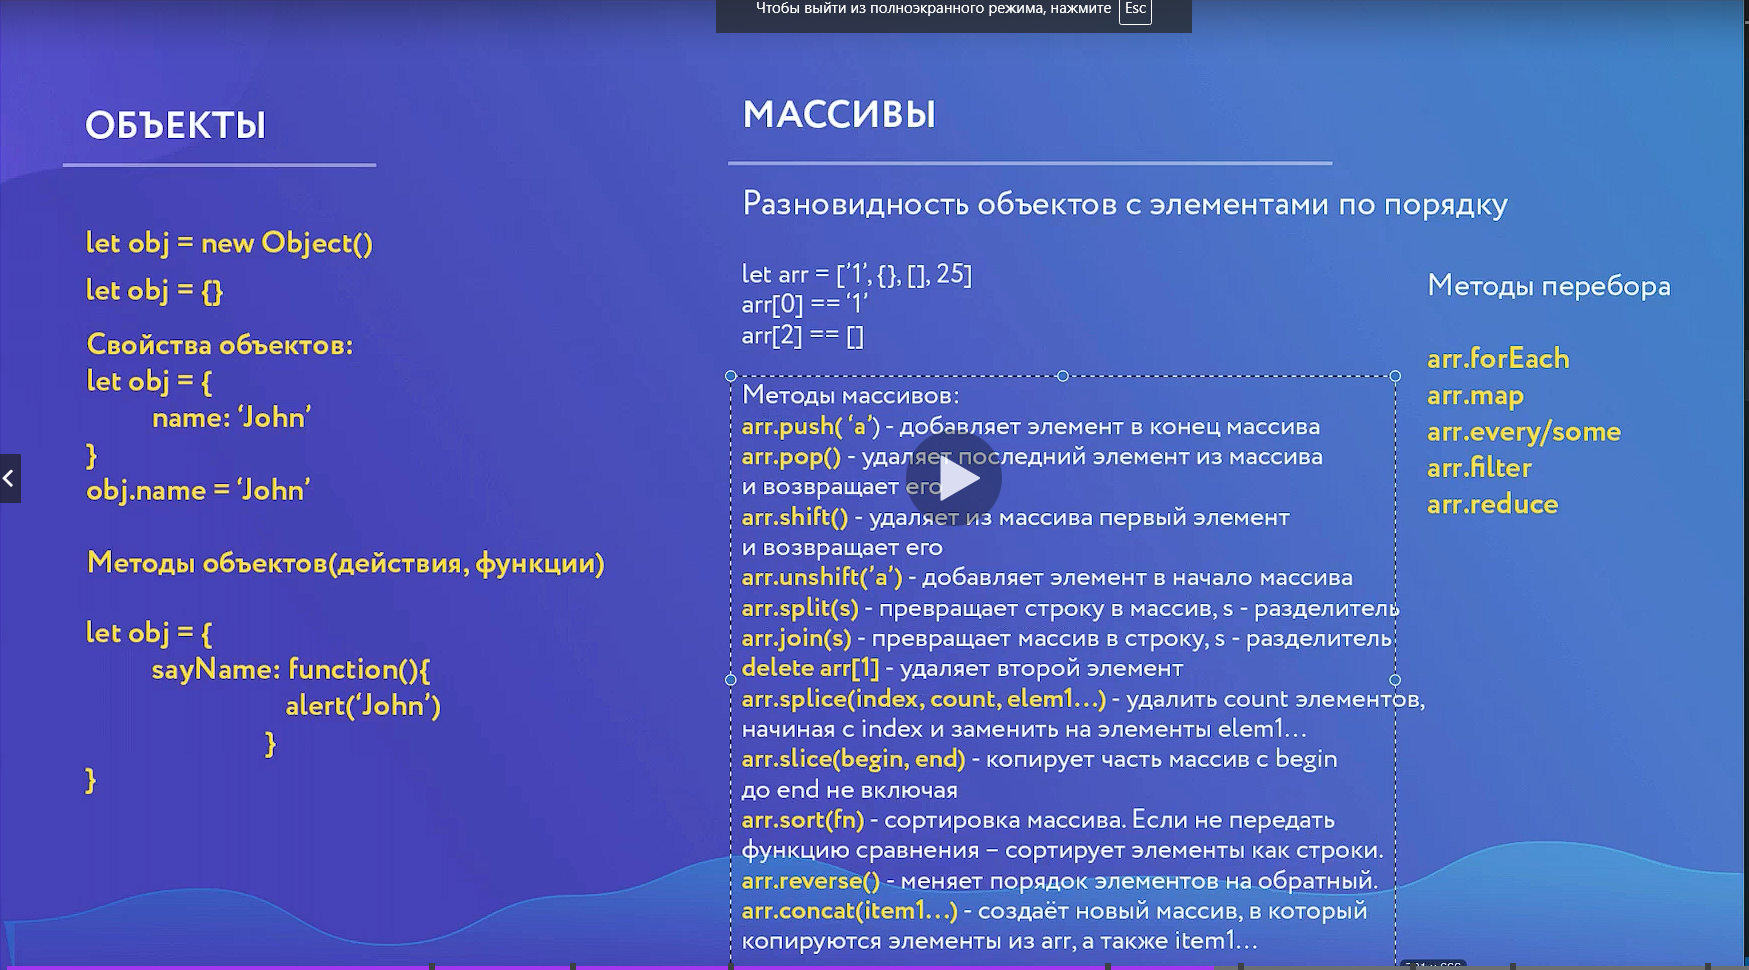 Чтобы выйти из полноэкранного режима, нажмите Esc
ОБЪЕКТЫ
let obj = new Object()
let obj = {}
Свойства объектов:
let obj = {
name: ‘John’
}
obj.name = ‘John’
Методы объектов(действия, функции)
let obj = {
sayName: function(){
alert(‘John’)
}
}
МАССИВЫ
Разновидность объектов с элементами по порядку
let arr = [’1’, {}, [], 25]
arr[0] == ‘1’
arr[2] == []
Методы массивов:
arr.push( ‘a’) - добавляет элемент в конец массива
arr.pop() - удаляет последний элемент из массива
и возвращает его
arr.shift() - удаляет из массива первый элемент
и возвращает его
arr.unshift(’a’) - добавляет элемент в начало массива
arr.split(s) - превращает строку в массив, s - разделитель
arr.join(s) - превращает массив в строку, s - разделитель
delete arr[1] - удаляет второй элемент
arr.splice(index, count, elem1...) - удалить count элементов,
начиная с index и заменить на элементы elem1...
arr.slice(begin, end) - копирует часть массив с begin
до end не включая
arr.sort(fn) - сортировка массива. Если не передать
функцию сравнения – сортирует элементы как строки.
arr.reverse() - меняет порядок элементов на обратный.
arr.concat(item1...) - создаёт новый массив, в который
копируются элементы из arr, а также item1...
Методы перебора
arr.forEach
arr.map
arr.every/some
arr.filter
arr.reduce